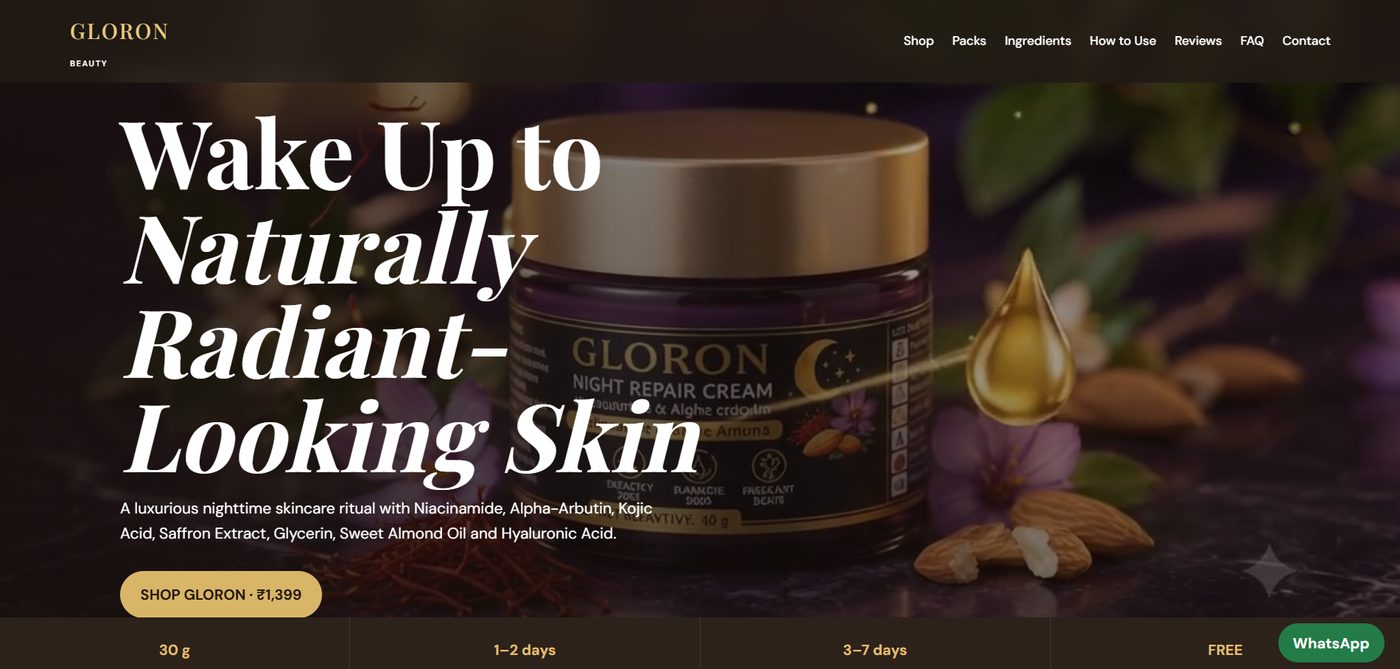 GLORON
BEAUTY
Shop Packs Ingredients How to Use Reviews FAQ Contact
Wake Up to
Naturally
Radiant-
Looking Skin
A luxurious nighttime skincare ritual with Niacinamide, Alpha-Arbutin, Kojic
Acid, Saffron Extract, Glycerin, Sweet Almond Oil and Hyaluronic Acid.
SHOP GLORON · ₹1,399
GLORON
NIGHT REPAIR CREAM
40 g
30 g
1–2 days
3–7 days
FREE
WhatsApp